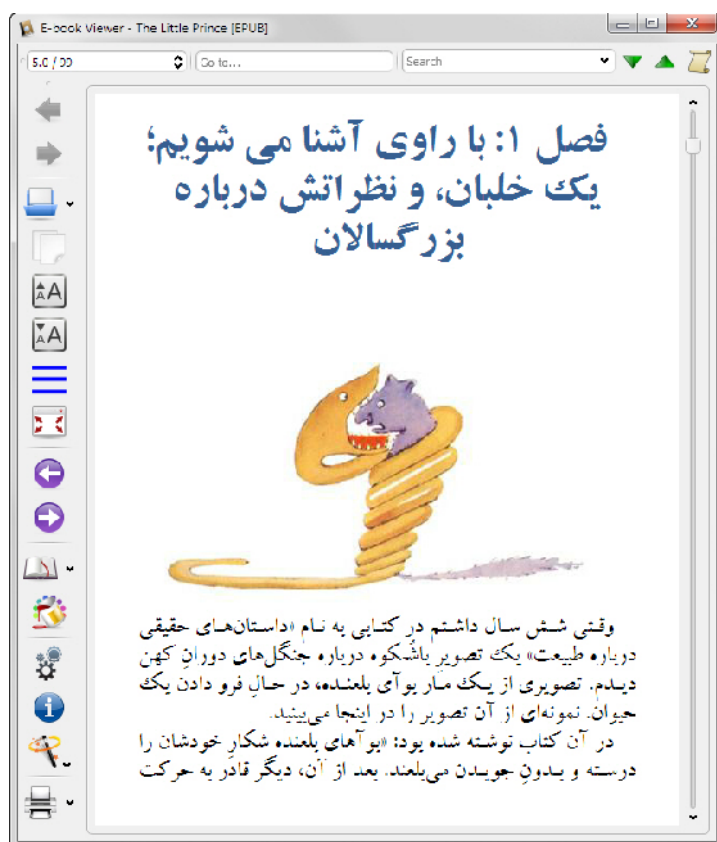 E-book Viewer - The Little Prince [EPUB]
Go to...
Search
فصل ۱: با راوی آشنا می شویم؛
یک خلبان، و نظراتش درباره
بزرگسالان
وقتی شش سال داشتم در کتابی به نام «داستان‌های حقیقی
درباره طبیعت» یک تصویرِ باشکوه درباره جنگل‌های دورانِ کهن
دیدم. تصویری از یک مار بوآی بلعنده، در حالِ فرو دادن یک
حیوان. نمونه‌ای از آن تصویر را در اینجا می‌بینید.
در آن کتاب نوشته شده بود: «بوآهای بلعنده شکارِ خودشان را
درسته و بدونِ جویدن می‌بلعند. بعد از آن، دیگر قادر به حرکت